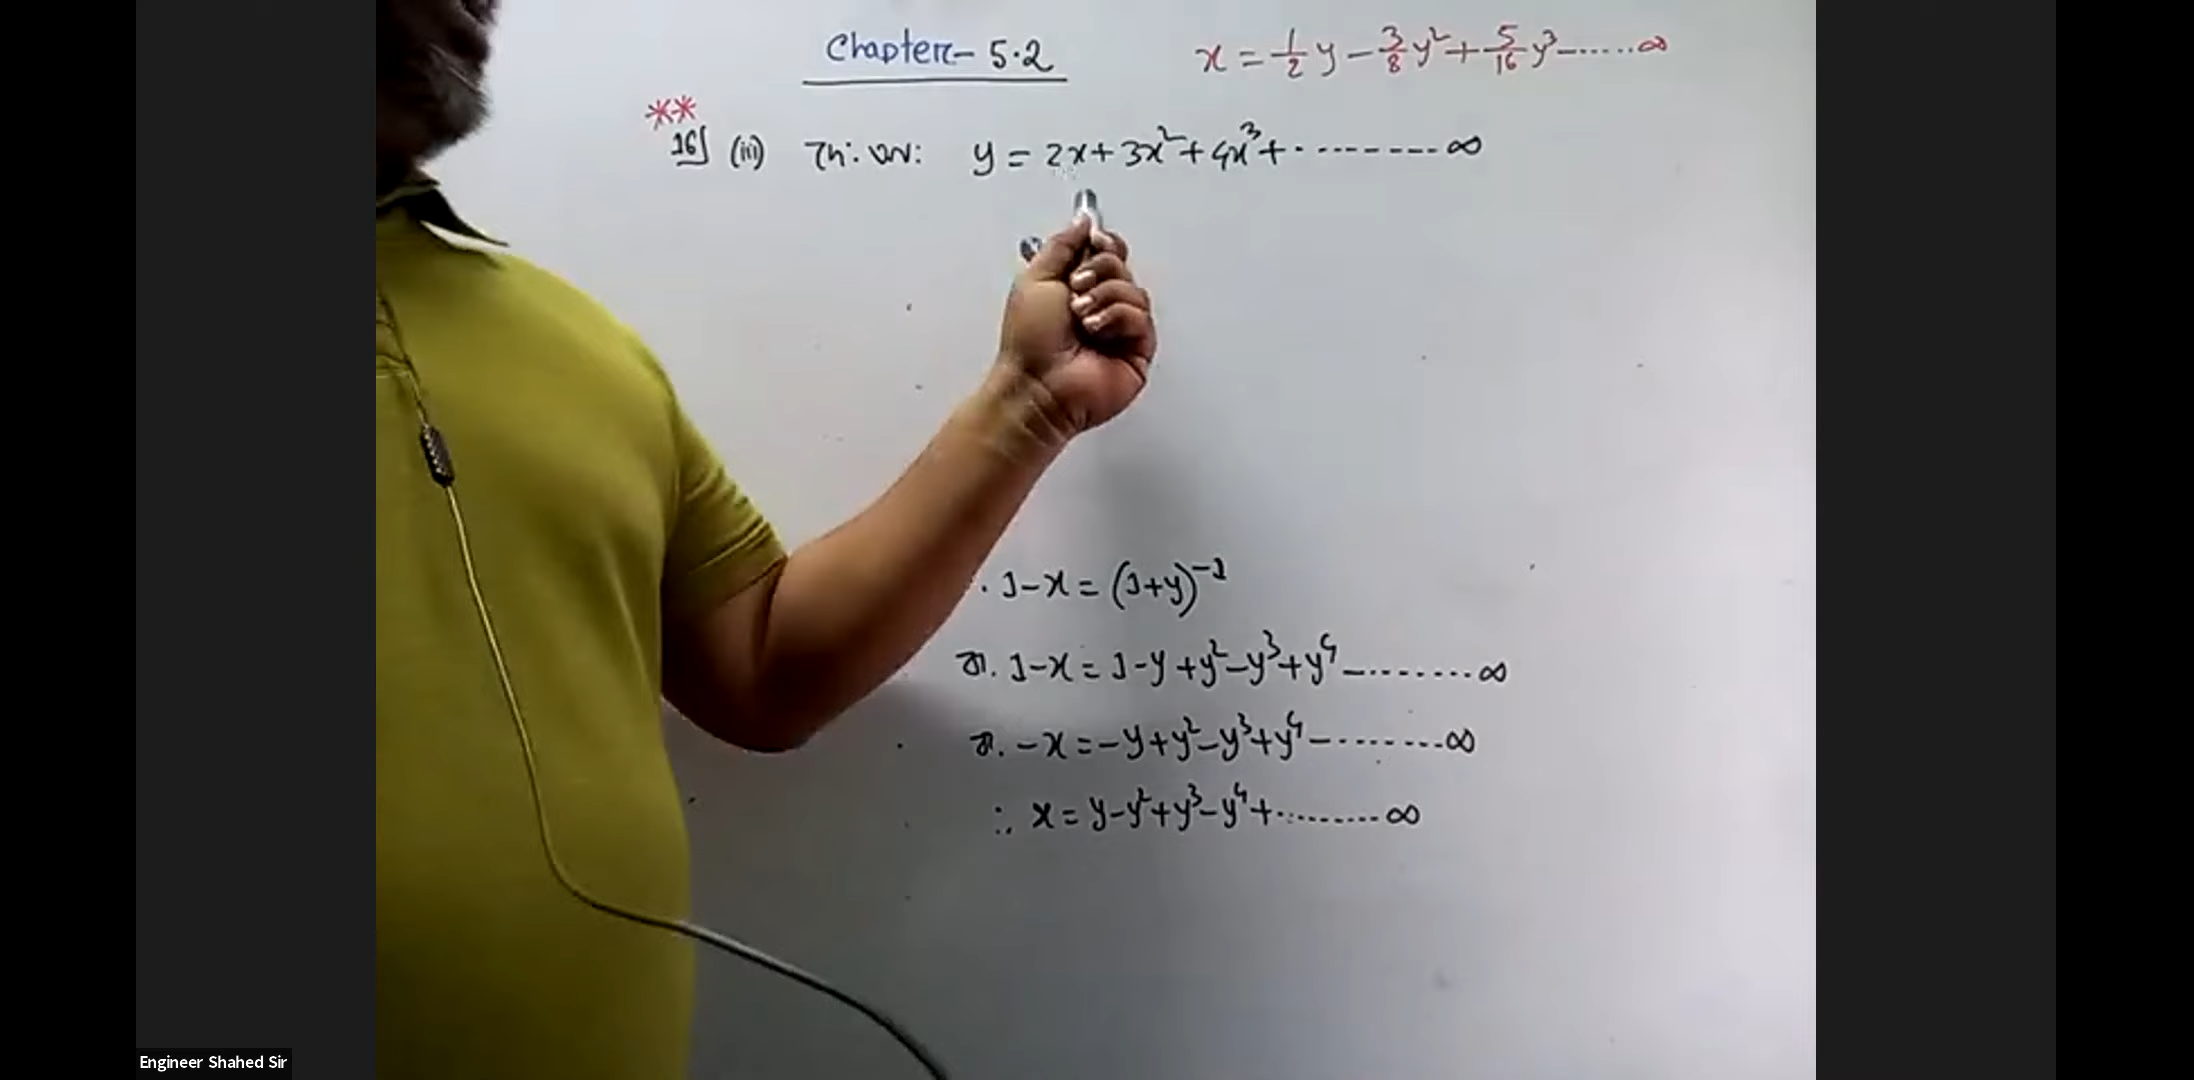 Chapter- 5.2
x = 1/2 y - 3/8 y² + 5/16 y³ - ...... ∞
**
16] (iii) দে: আছে: y = 2x + 3x² + 4x³ + - - - - - - - - ∞
1-x = (1+y)⁻¹
বা. 1-x = 1-y+y²-y³+y⁴- - - - - - - - ∞
বা. -x = -y+y²-y³+y⁴- - - - - - - - ∞
∴ x = y-y²+y³-y⁴+ - - - - - - - - ∞
Engineer Shahed Sir